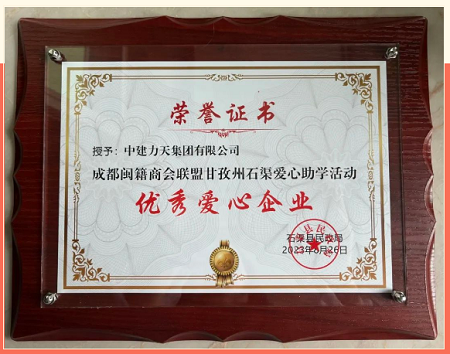 荣誉证书
授予：中建力天集团有限公司
成都闽籍商会联盟甘孜州石渠爱心助学活动
优秀爱心企业
石渠县民政局
2023年8月26日